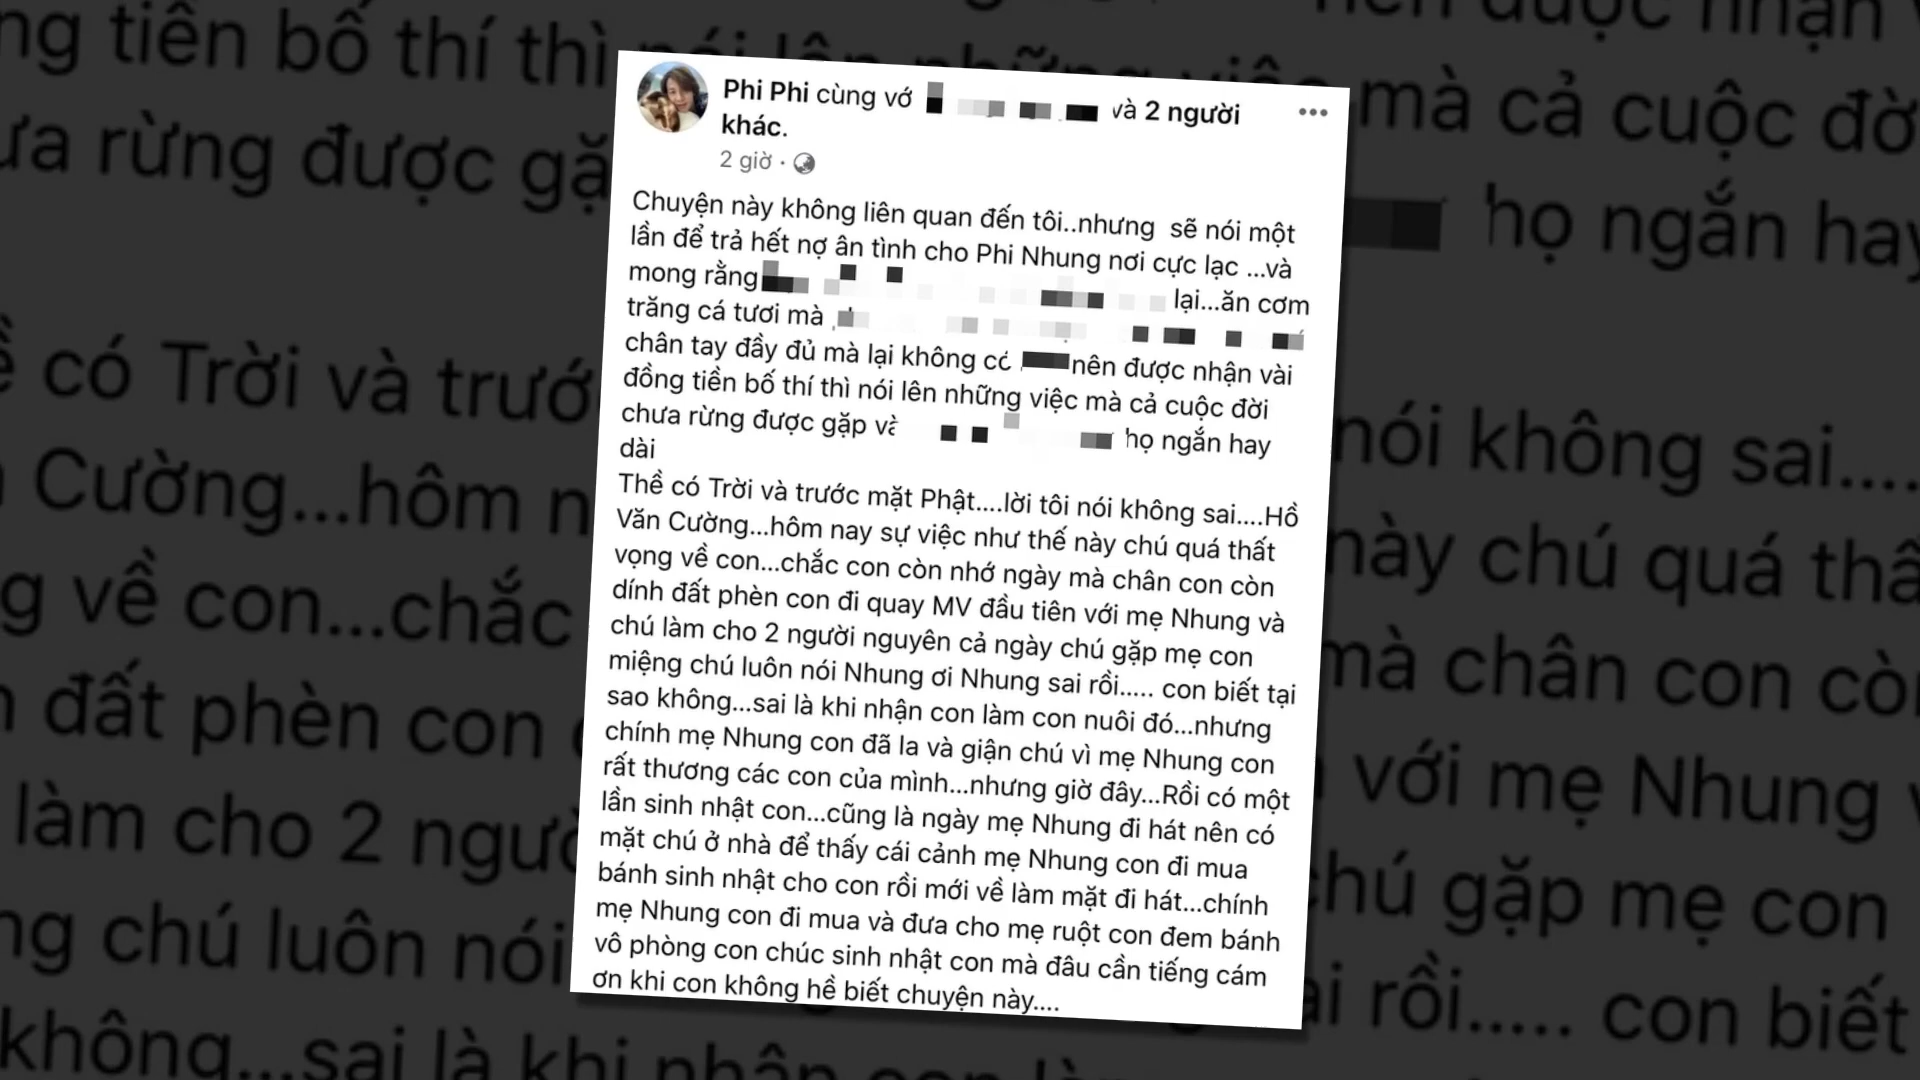 Phi Phi cùng vớ và 2 người
khác.
2 giờ ·
Chuyện này không liên quan đến tôi..nhưng sẽ nói một
lần để trả hết nợ ân tình cho Phi Nhung nơi cực lạc ...và
mong rằng lại...ăn cơm
trăng cá tươi mà
chân tay đầy đủ mà lại không có nên được nhận vài
đồng tiền bố thí thì nói lên những việc mà cả cuộc đời
chưa rừng được gặp và họ ngắn hay
dài
Thề có Trời và trước mặt Phật....lời tôi nói không sai....Hồ
Văn Cường...hôm nay sự việc như thế này chú quá thất
vọng về con...chắc con còn nhớ ngày mà chân con còn
dính đất phèn con đi quay MV đầu tiên với mẹ Nhung và
chú làm cho 2 người nguyên cả ngày chú gặp mẹ con
miệng chú luôn nói Nhung ơi Nhung sai rồi..... con biết tại
sao không...sai là khi nhận con làm con nuôi đó...nhưng
chính mẹ Nhung con đã la và giận chú vì mẹ Nhung con
rất thương các con của mình...nhưng giờ đây...Rồi có một
lần sinh nhật con...cũng là ngày mẹ Nhung đi hát nên có
mặt chú ở nhà để thấy cái cảnh mẹ Nhung con đi mua
bánh sinh nhật cho con rồi mới về làm mặt đi hát...chính
mẹ Nhung con đi mua và đưa cho mẹ ruột con đem bánh
vô phòng con chúc sinh nhật con mà đâu cần tiếng cám
ơn khi con không hề biết chuyện này....